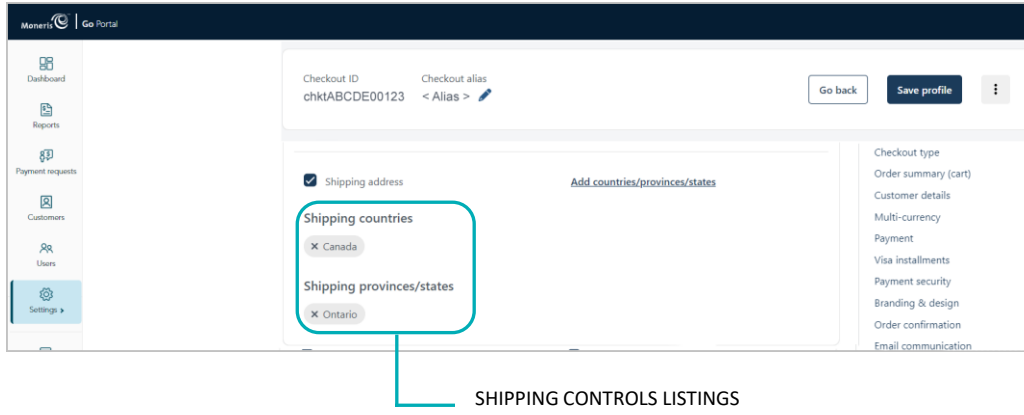 Moneris Go Portal
Dashboard
Reports
Payment requests
Customers
Users
Settings
Checkout ID Checkout alias
chktABCDE00123 < Alias >
Go back Save profile
Shipping address Add countries/provinces/states
Shipping countries
× Canada
Shipping provinces/states
× Ontario
Checkout type
Order summary (cart)
Customer details
Multi-currency
Payment
Visa installments
Payment security
Branding & design
Order confirmation
Email communication
SHIPPING CONTROLS LISTINGS